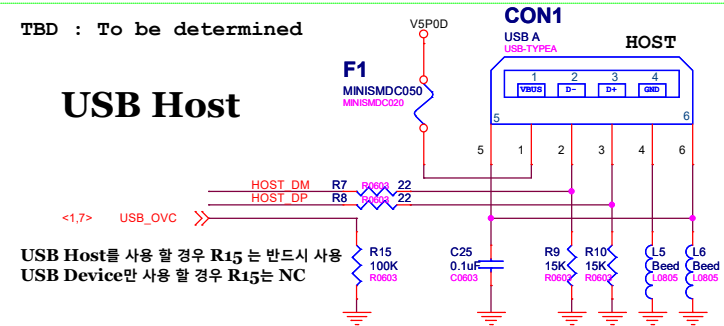 TBD : To be determined
V5P0D
CON1
USB A
USB-TYPEA
HOST
F1
MINISMDC050
MINISMDC020
USB Host
1 2 3 4
VBUS D- D+ GND
5 6
5 1 2 3 4 6
HOST_DM R7 R0603 22
HOST_DP R8 R0603 22
<1,7> USB_OVC
USB Host를 사용 할 경우 R15 는 반드시 사용
USB Device만 사용 할 경우 R15는 NC
R15 C25 R9 R10 L5 L6
100K 0.1uF 15K 15K Beed Beed
R0603 C0603 R0603 R0603 L0805 L0805